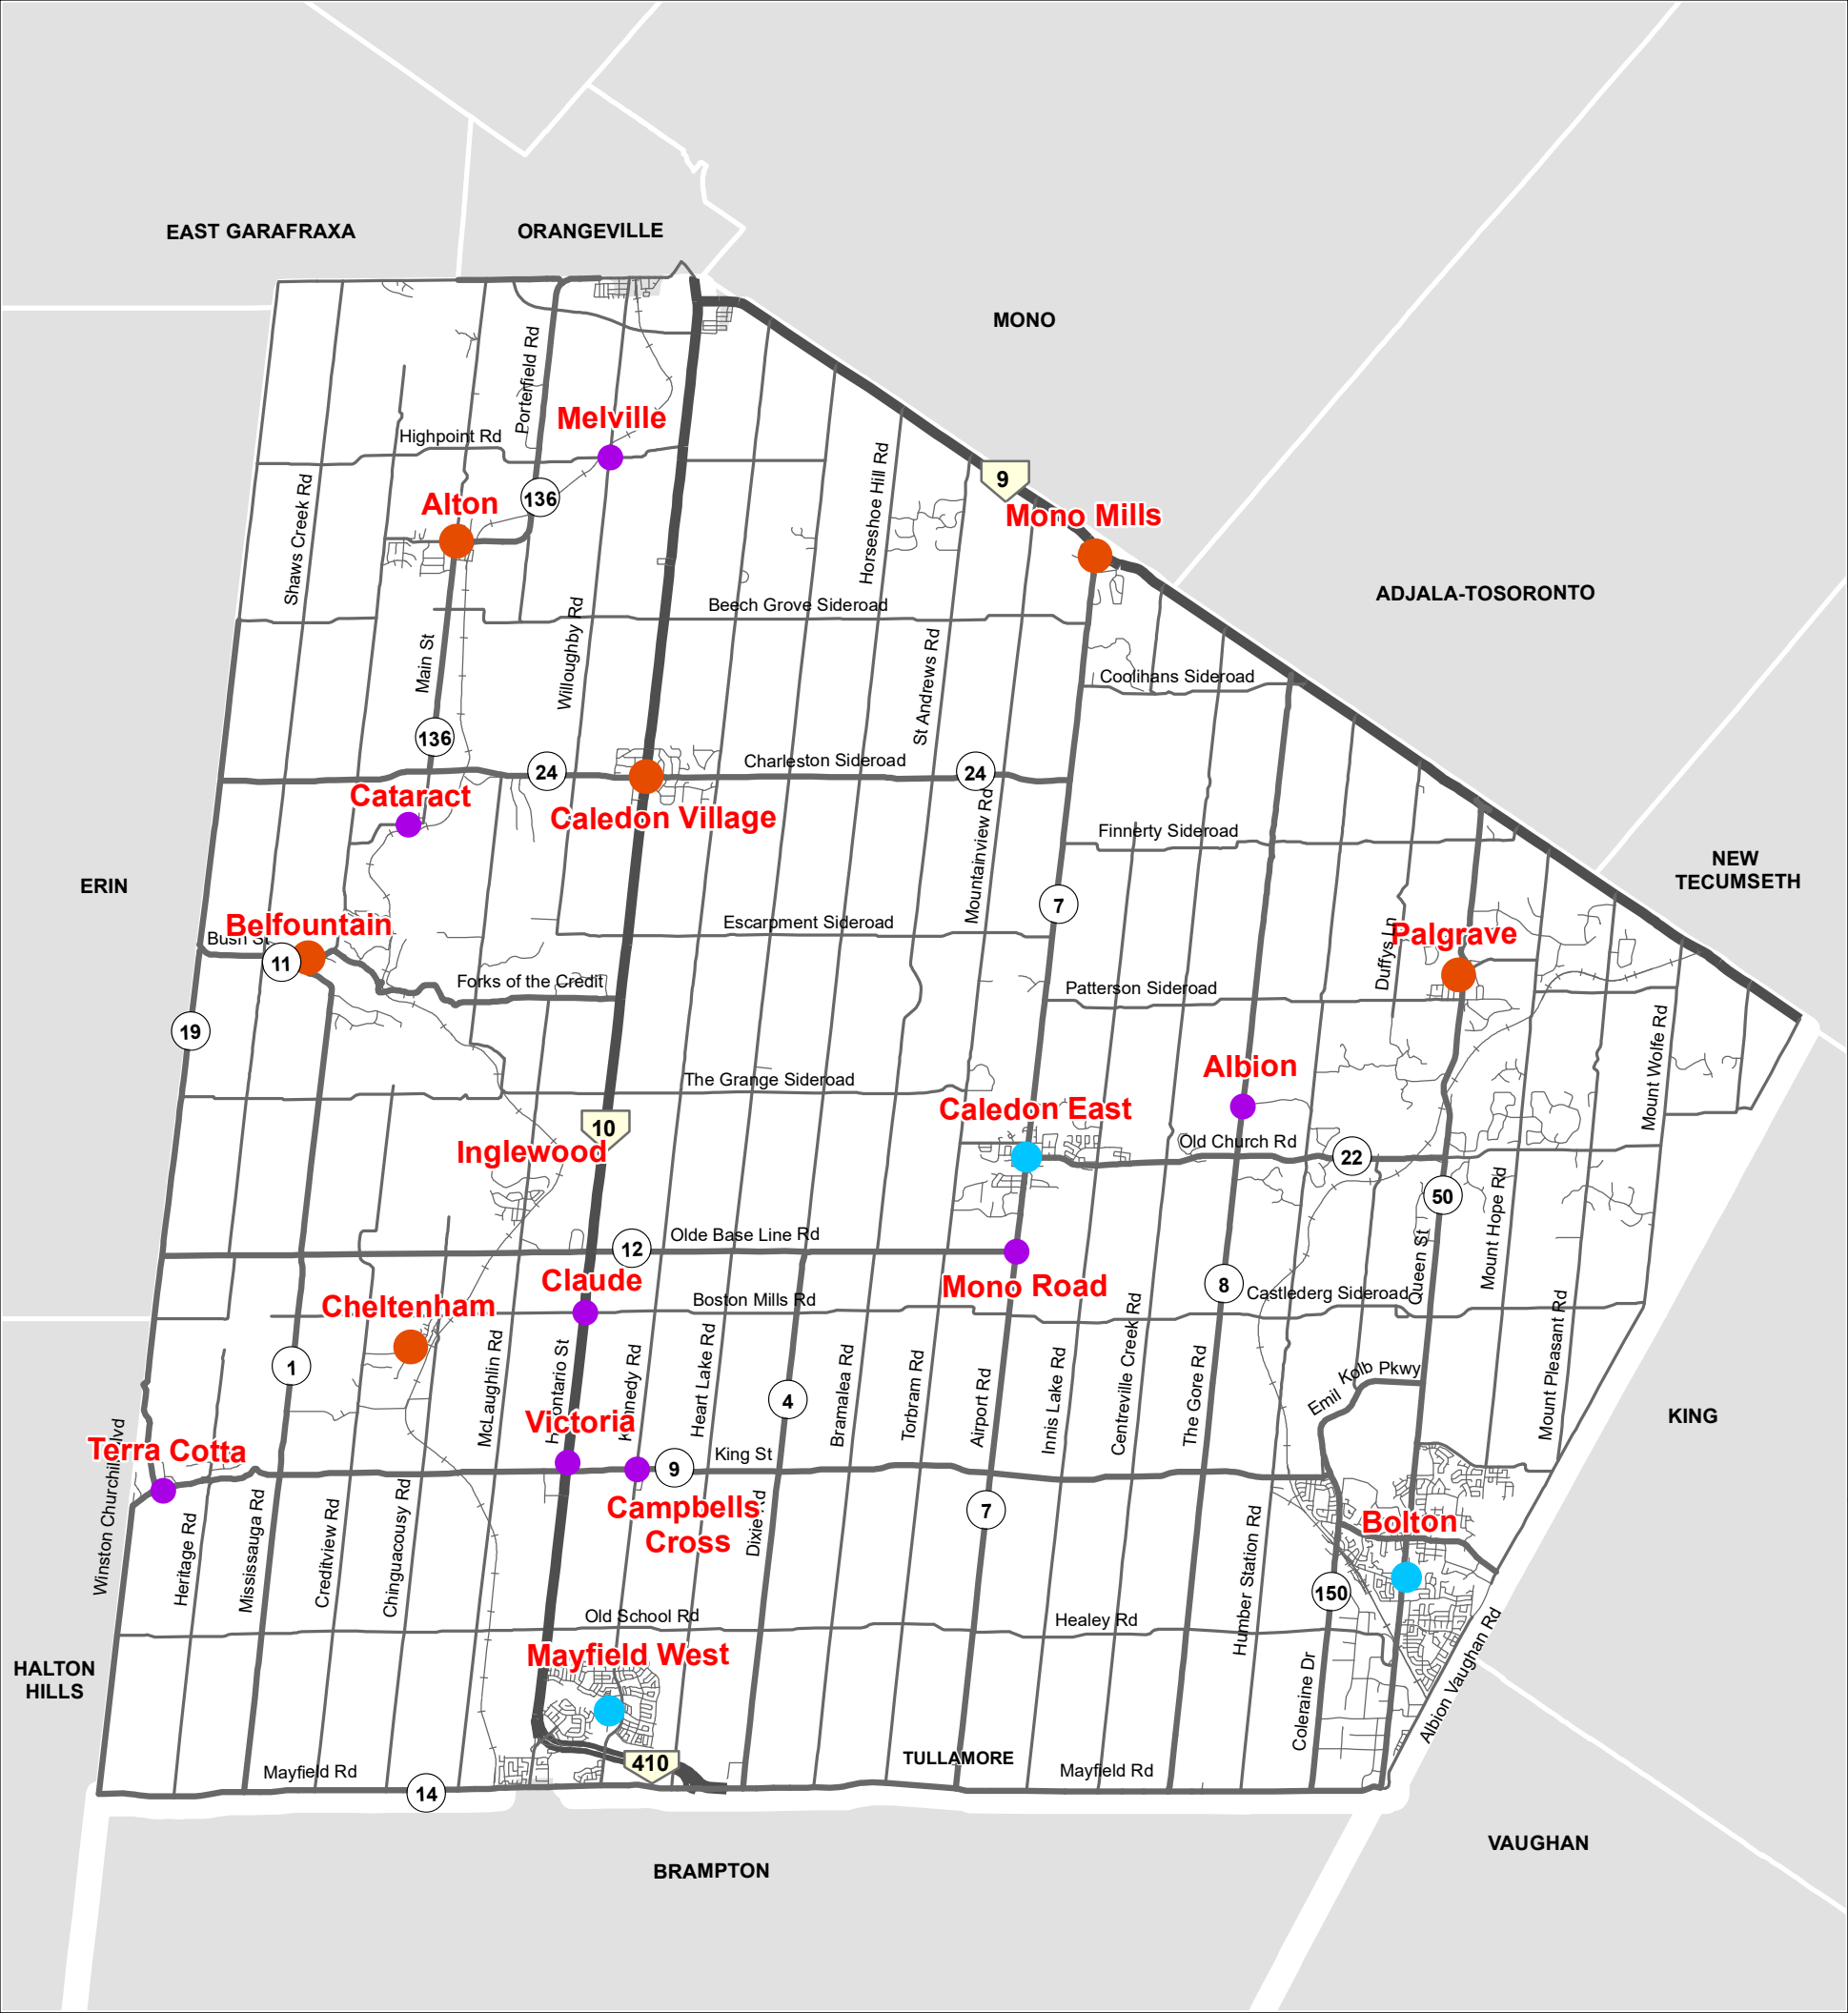 EAST GARAFRAXA
ORANGEVILLE
MONO
Porterfield Rd
Melville
Highpoint Rd
Horseshoe Hill Rd
9
Shaws Creek Rd
136
Alton
Mono Mills
ADJALA-TOSORONTO
Beech Grove Sideroad
Willoughby Rd
Main St
St Andrews Rd
Coolihans Sideroad
136
24
Charleston Sideroad
24
Cataract
Caledon Village
Mountainview Rd
Finnerty Sideroad
NEW
TECUMSETH
ERIN
7
Belfountain
Bush St
11
Escarpment Sideroad
Duffys Ln
Palgrave
Forks of the Credit
Patterson Sideroad
19
Mount Wolfe Rd
The Grange Sideroad
Albion
Caledon East
10
Inglewood
Old Church Rd
22
50
Mount Hope Rd
Olde Base Line Rd
12
Claude
Mono Road
8
Queen St
Castlederg Sideroad
Boston Mills Rd
Cheltenham
1
McLaughlin Rd
Hurontario St
Kennedy Rd
Heart Lake Rd
4
Bramalea Rd
Torbram Rd
Airport Rd
Innis Lake Rd
Centreville Creek Rd
The Gore Rd
Emil Kolb Pkwy
Mount Pleasant Rd
KING
Victoria
Terra Cotta
Winston Churchill Blvd
9
King St
Campbells
Cross
Dixie Rd
7
Heritage Rd
Mississauga Rd
Creditview Rd
Chinguacousy Rd
Humber Station Rd
Bolton
150
Old School Rd
Healey Rd
Mayfield West
HALTON
HILLS
Coleraine Dr
Albion Vaughan Rd
410
TULLAMORE
Mayfield Rd
Mayfield Rd
14
BRAMPTON
VAUGHAN